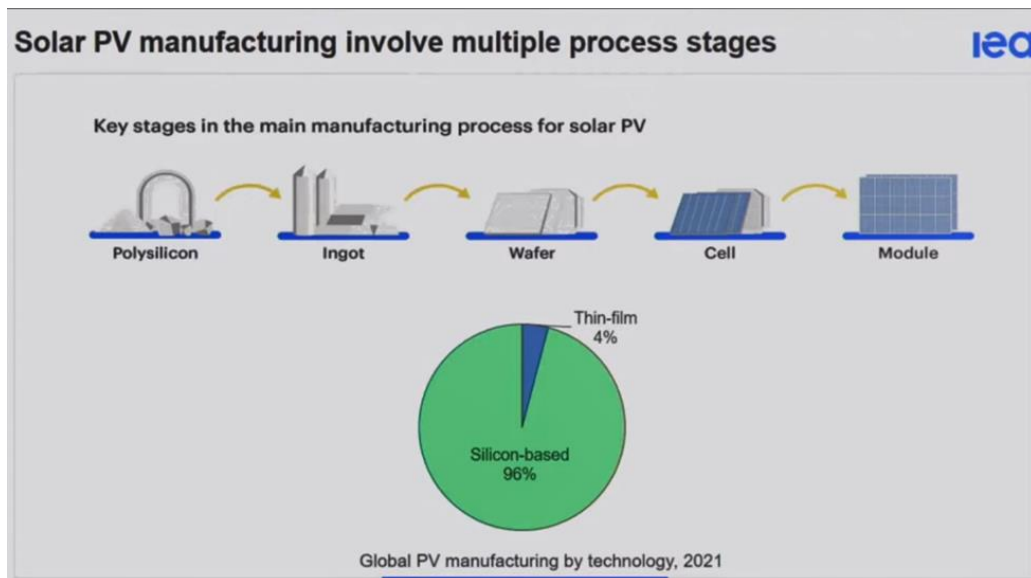 Solar PV manufacturing involve multiple process stages
iea
Key stages in the main manufacturing process for solar PV
Polysilicon
Ingot
Wafer
Cell
Module
Thin-film
4%
Silicon-based
96%
Global PV manufacturing by technology, 2021